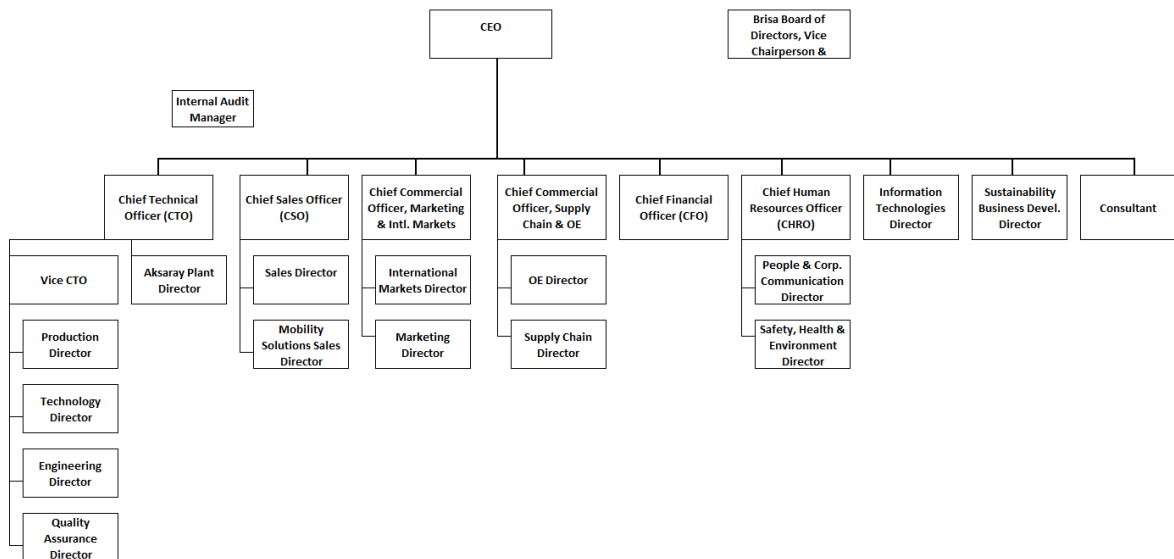 CEO
Brisa Board of
Directors, Vice
Chairperson &
Internal Audit
Manager
Chief Technical
Officer (CTO)
Chief Sales Officer
(CSO)
Chief Commercial
Officer, Marketing
& Intl. Markets
Chief Commercial
Officer, Supply
Chain & OE
Chief Financial
Officer (CFO)
Chief Human
Resources Officer
(CHRO)
Information
Technologies
Director
Sustainability
Business Devel.
Director
Consultant
Vice CTO
Aksaray Plant
Director
Sales Director
International
Markets Director
OE Director
People & Corp.
Communication
Director
Production
Director
Mobility
Solutions Sales
Director
Marketing
Director
Supply Chain
Director
Safety, Health &
Environment
Director
Technology
Director
Engineering
Director
Quality
Assurance
Director